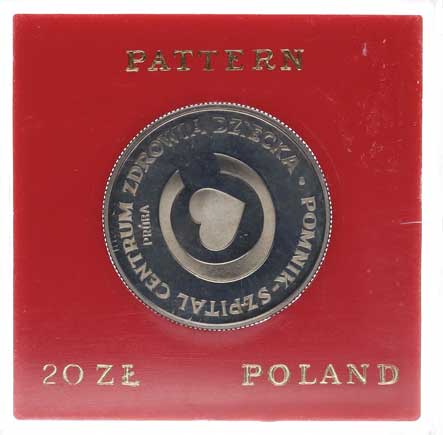 PATTERN
POMNIK-SZPITAL CENTRUM ZDROWIA DZIECKA •
PRÓBA
20 ZŁ POLAND